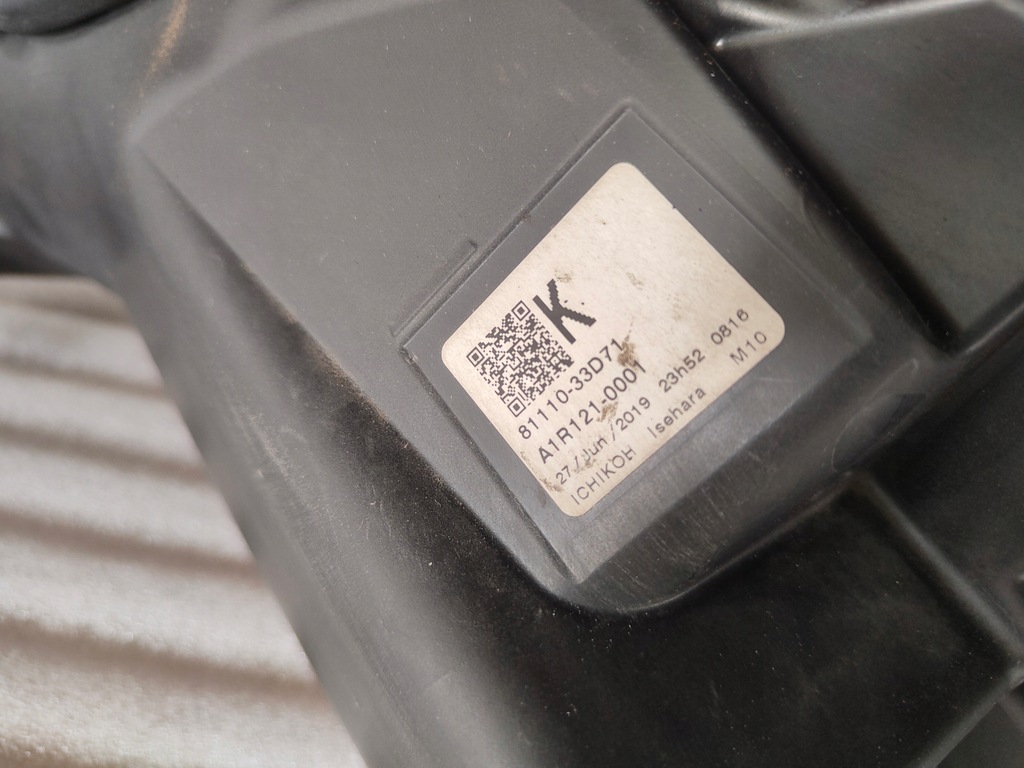 K
81110-33D71
A1R121-0001
27/Jun/2019 23h52 0816
ICHIKOH Isehara M10